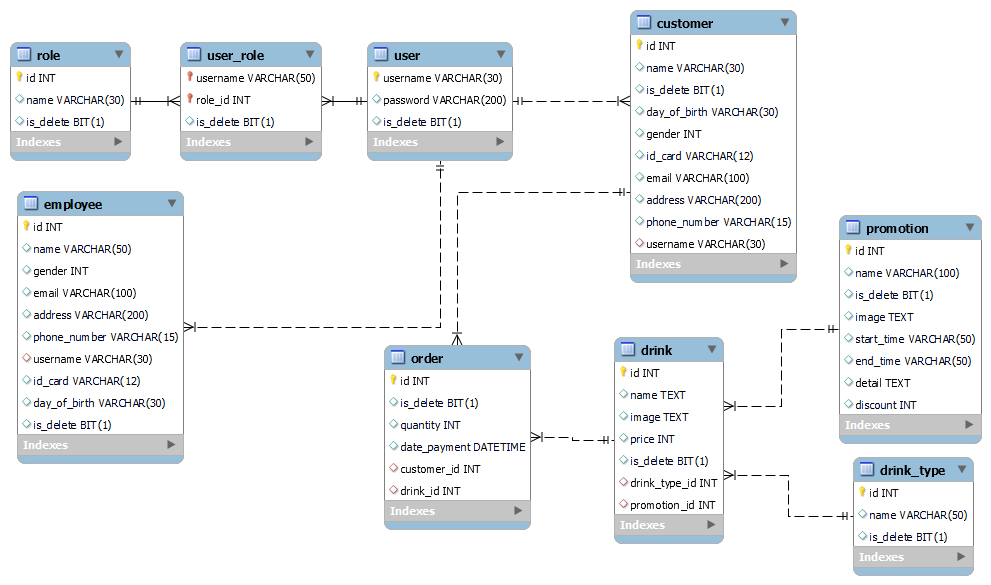 role
id INT
name VARCHAR(30)
is_delete BIT(1)
Indexes
user_role
username VARCHAR(50)
role_id INT
is_delete BIT(1)
Indexes
user
username VARCHAR(30)
password VARCHAR(200)
is_delete BIT(1)
Indexes
customer
id INT
name VARCHAR(30)
is_delete BIT(1)
day_of_birth VARCHAR(30)
gender INT
id_card VARCHAR(12)
email VARCHAR(100)
address VARCHAR(200)
phone_number VARCHAR(15)
username VARCHAR(30)
Indexes
employee
id INT
name VARCHAR(50)
gender INT
email VARCHAR(100)
address VARCHAR(200)
phone_number VARCHAR(15)
username VARCHAR(30)
id_card VARCHAR(12)
day_of_birth VARCHAR(30)
is_delete BIT(1)
Indexes
order
id INT
is_delete BIT(1)
quantity INT
date_payment DATETIME
customer_id INT
drink_id INT
Indexes
drink
id INT
name TEXT
image TEXT
price INT
is_delete BIT(1)
drink_type_id INT
promotion_id INT
Indexes
promotion
id INT
name VARCHAR(100)
is_delete BIT(1)
image TEXT
start_time VARCHAR(50)
end_time VARCHAR(50)
detail TEXT
discount INT
Indexes
drink_type
id INT
name VARCHAR(50)
is_delete BIT(1)
Indexes